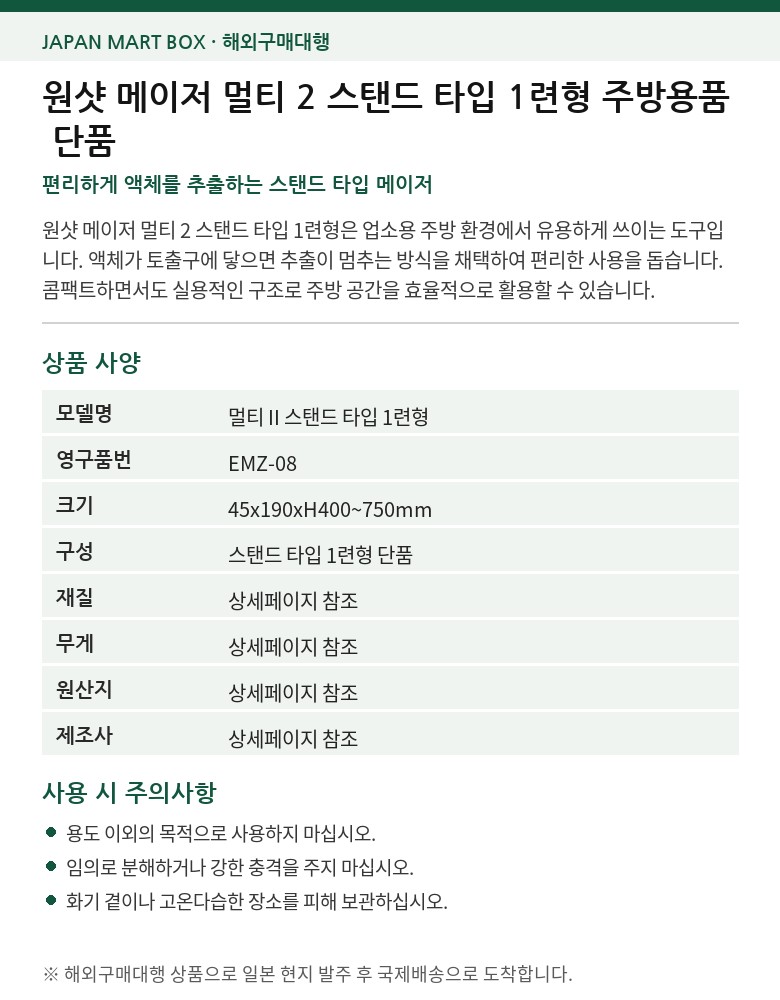 JAPAN MART BOX · 해외구매대행
원샷 메이저 멀티 2 스탠드 타입 1련형 주방용품
단품
편리하게 액체를 추출하는 스탠드 타입 메이저
원샷 메이저 멀티 2 스탠드 타입 1련형은 업소용 주방 환경에서 유용하게 쓰이는 도구입
니다. 액체가 토출구에 닿으면 추출이 멈추는 방식을 채택하여 편리한 사용을 돕습니다.
콤팩트하면서도 실용적인 구조로 주방 공간을 효율적으로 활용할 수 있습니다.
상품 사양
모델명 멀티 II 스탠드 타입 1련형
영구품번 EMZ-08
크기 45x190xH400~750mm
구성 스탠드 타입 1련형 단품
재질 상세페이지 참조
무게 상세페이지 참조
원산지 상세페이지 참조
제조사 상세페이지 참조
사용 시 주의사항
● 용도 이외의 목적으로 사용하지 마십시오.
● 임의로 분해하거나 강한 충격을 주지 마십시오.
● 화기 곁이나 고온다습한 장소를 피해 보관하십시오.
※ 해외구매대행 상품으로 일본 현지 발주 후 국제배송으로 도착합니다.